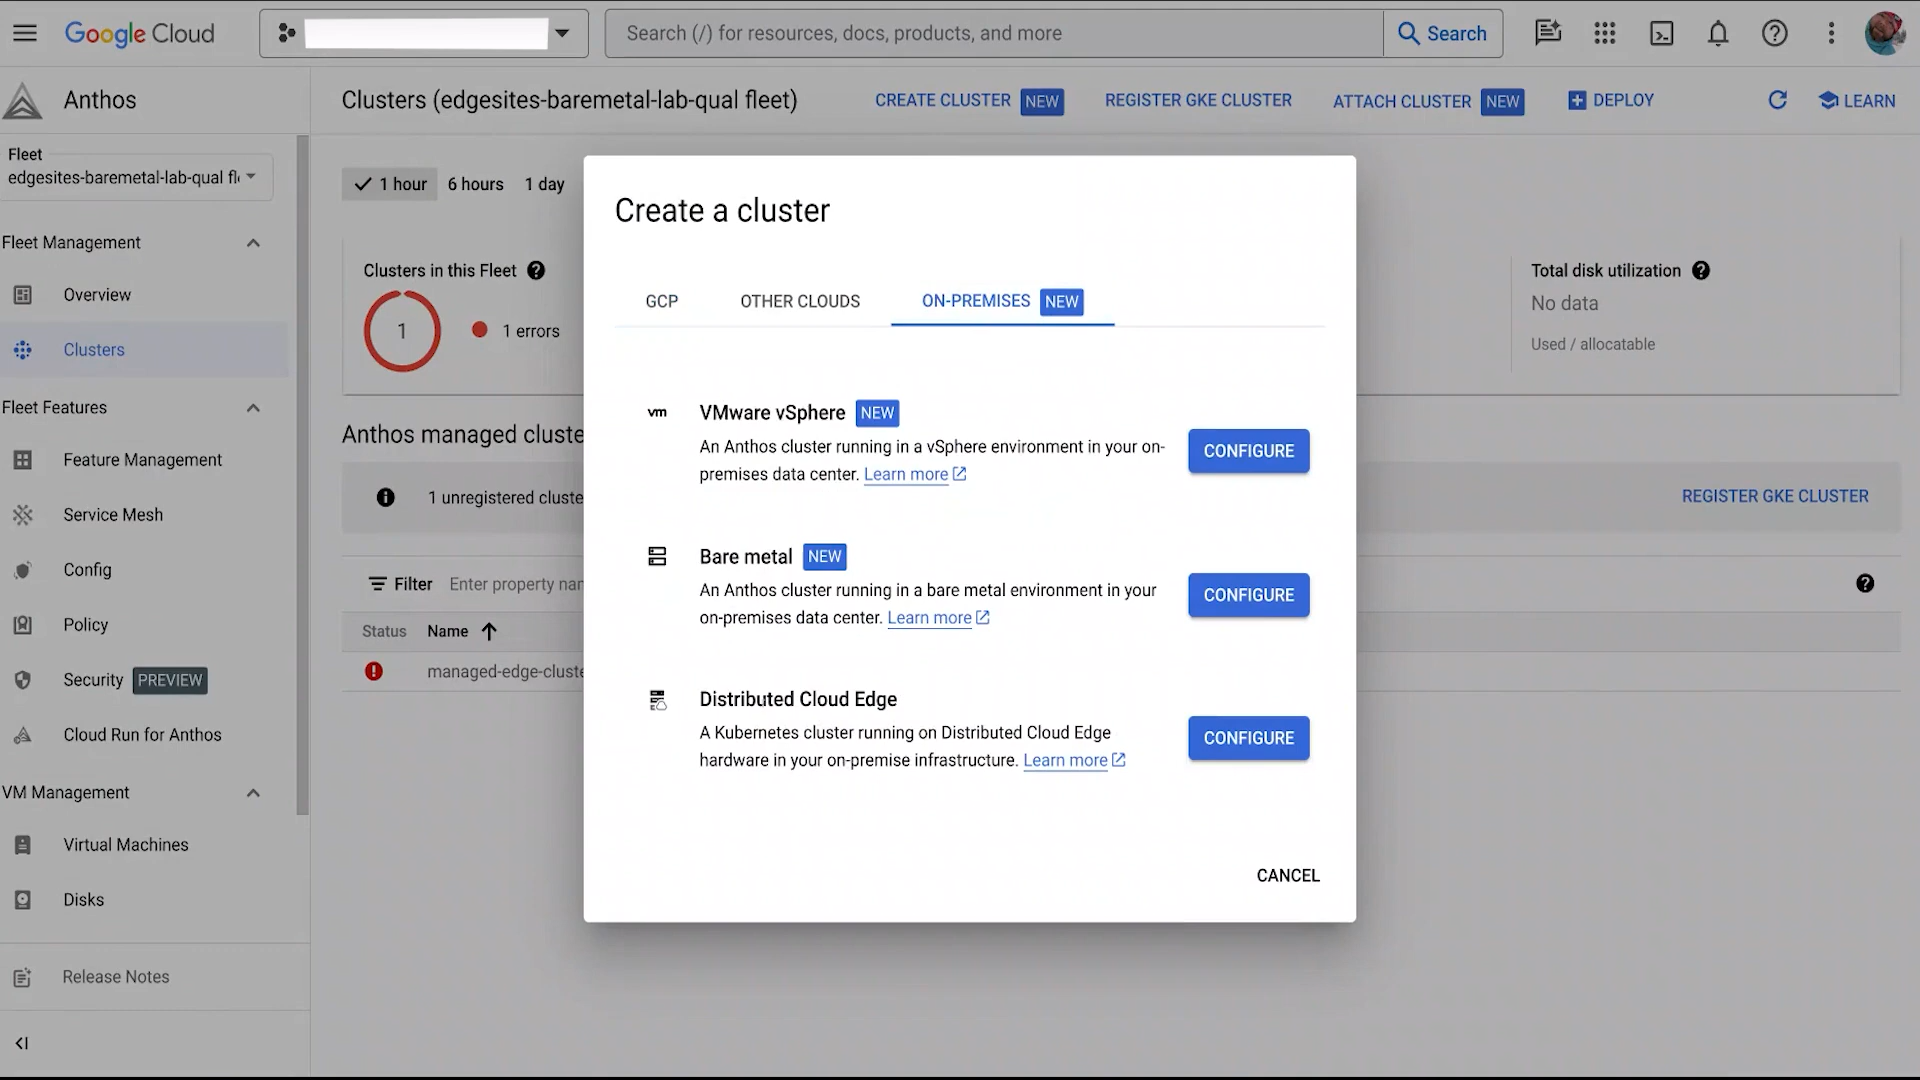 Google Cloud
Search (/) for resources, docs, products, and more
Search
Anthos
Clusters (edgesites-baremetal-lab-qual fleet)
CREATE CLUSTER NEW
REGISTER GKE CLUSTER
ATTACH CLUSTER NEW
DEPLOY
LEARN
Fleet
edgesites-baremetal-lab-qual fl
Fleet Management
Overview
Clusters
Fleet Features
Feature Management
Service Mesh
Config
Policy
Security PREVIEW
Cloud Run for Anthos
VM Management
Virtual Machines
Disks
Release Notes
1 hour
6 hours
1 day
Clusters in this Fleet
1
1 errors
Total disk utilization
No data
Used / allocatable
Anthos managed cluste
1 unregistered cluste
REGISTER GKE CLUSTER
Filter
Enter property nam
Status
Name
managed-edge-cluste
Create a cluster
GCP
OTHER CLOUDS
ON-PREMISES NEW
vm
VMware vSphere NEW
An Anthos cluster running in a vSphere environment in your on-
premises data center. Learn more
CONFIGURE
Bare metal NEW
An Anthos cluster running in a bare metal environment in your
on-premises data center. Learn more
CONFIGURE
Distributed Cloud Edge
A Kubernetes cluster running on Distributed Cloud Edge
hardware in your on-premise infrastructure. Learn more
CONFIGURE
CANCEL